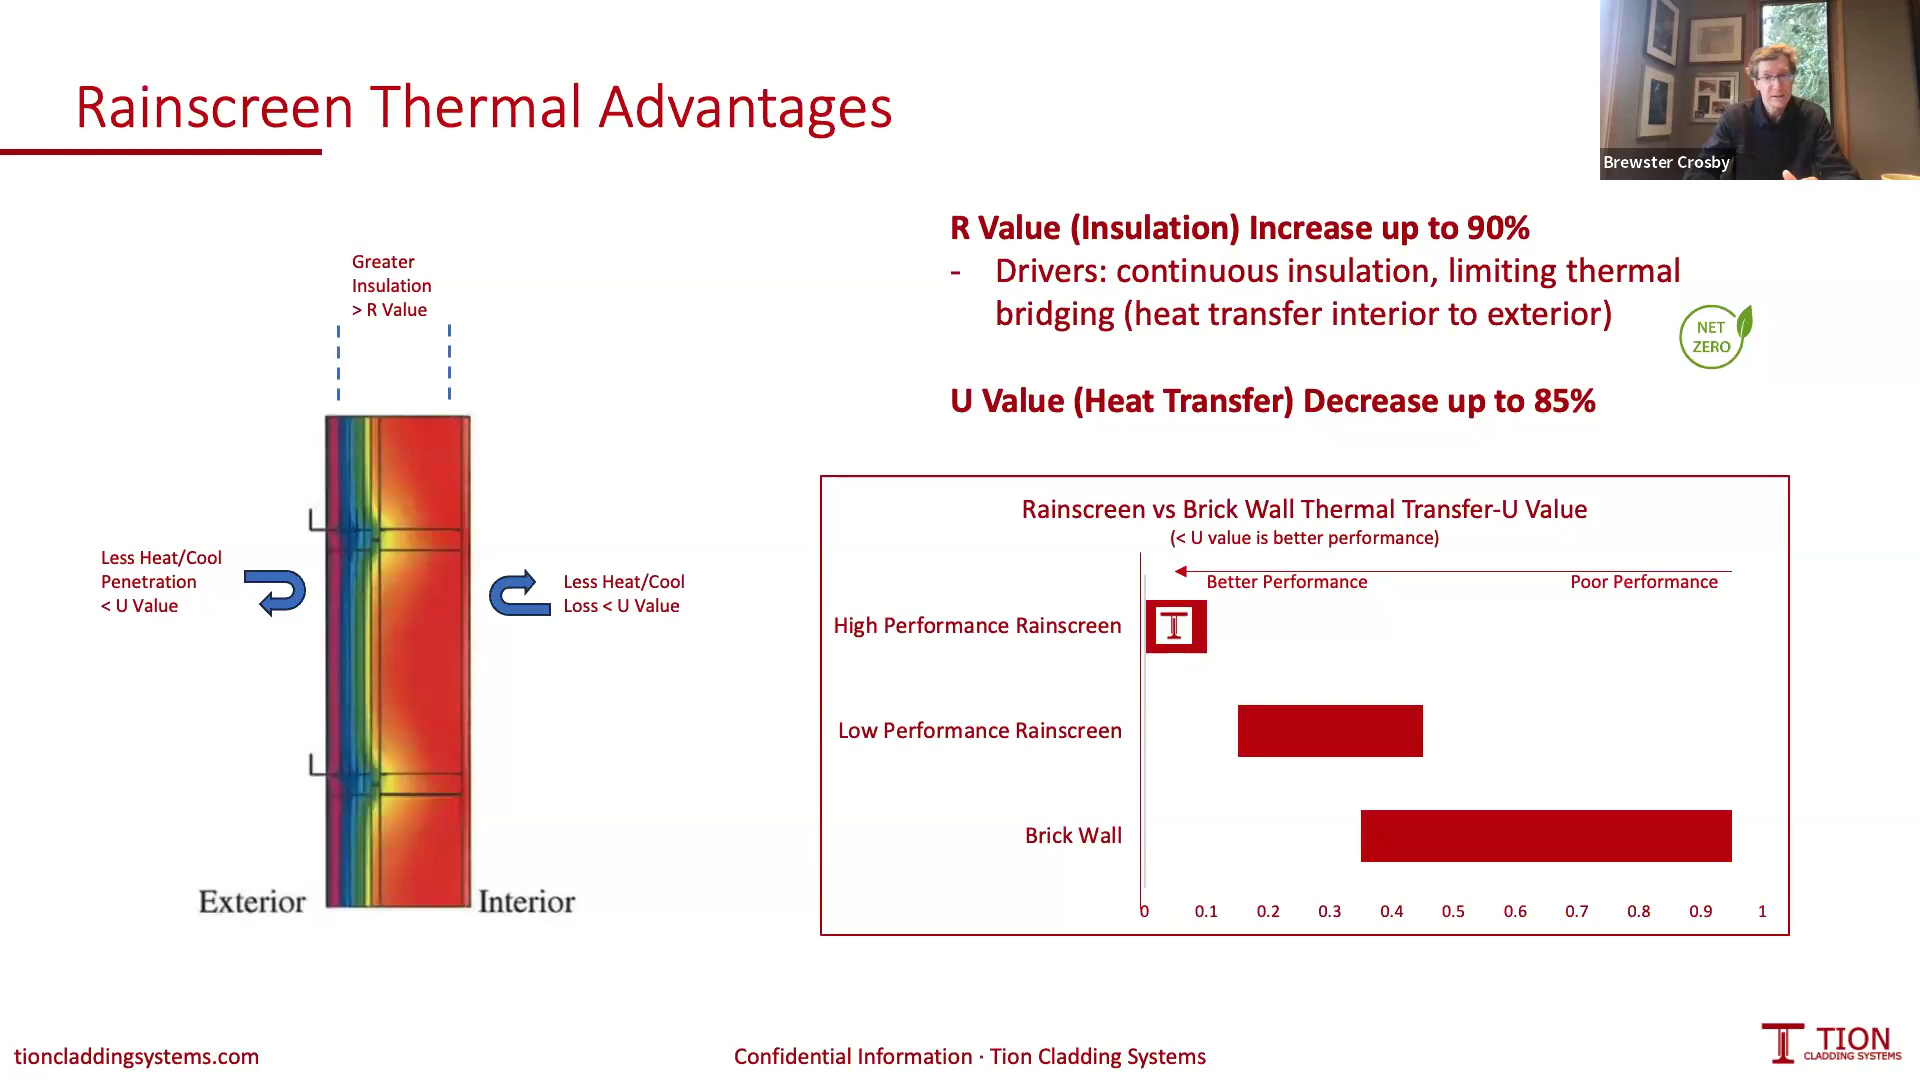 Rainscreen Thermal Advantages
Brewster Crosby
R Value (Insulation) Increase up to 90%
- Drivers: continuous insulation, limiting thermal
bridging (heat transfer interior to exterior)
NET
ZERO
U Value (Heat Transfer) Decrease up to 85%
Greater
Insulation
> R Value
Less Heat/Cool
Penetration
< U Value
Less Heat/Cool
Loss < U Value
Exterior
Interior
Rainscreen vs Brick Wall Thermal Transfer-U Value
(< U value is better performance)
Better Performance
Poor Performance
High Performance Rainscreen
Low Performance Rainscreen
Brick Wall
0 0.1 0.2 0.3 0.4 0.5 0.6 0.7 0.8 0.9 1
tioncladdingsystems.com
Confidential Information · Tion Cladding Systems
TION
CLADDING SYSTEMS